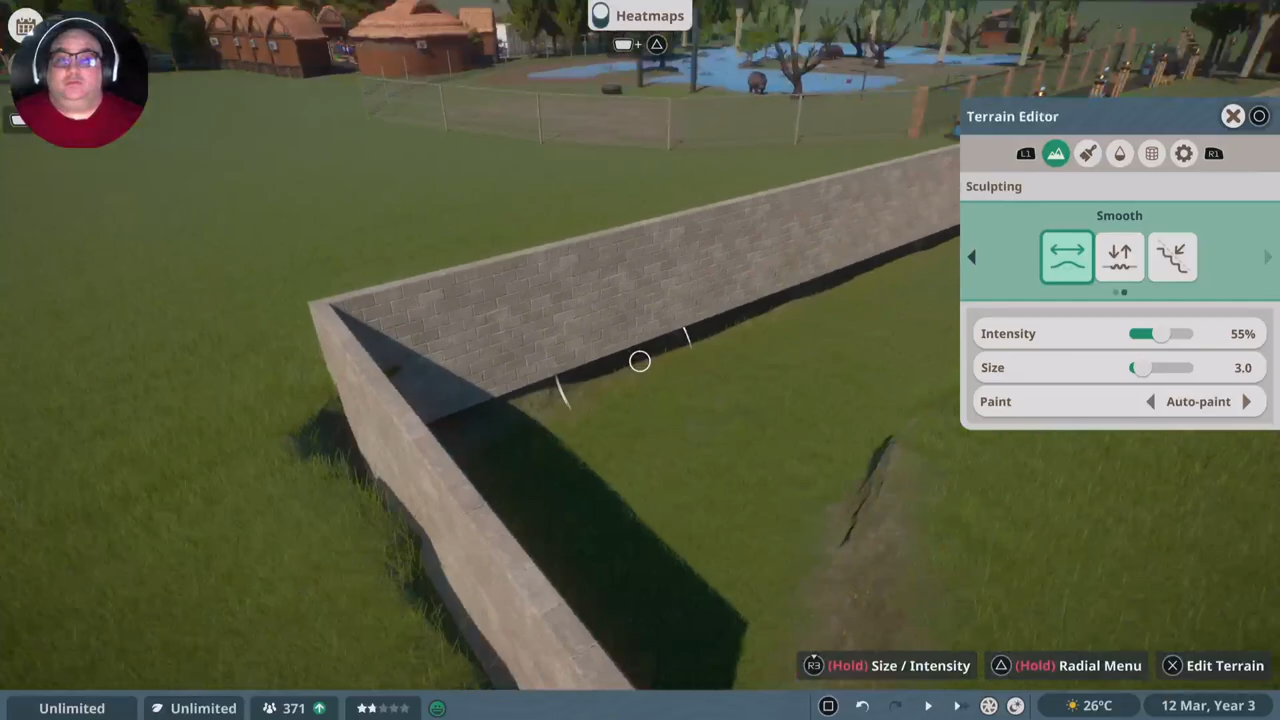 Heatmaps
+
Terrain Editor
L1
R1
Sculpting
Smooth
Intensity 55%
Size 3.0
Paint Auto-paint
R3 (Hold) Size / Intensity
(Hold) Radial Menu
Edit Terrain
Unlimited
Unlimited
371
26°C
12 Mar, Year 3